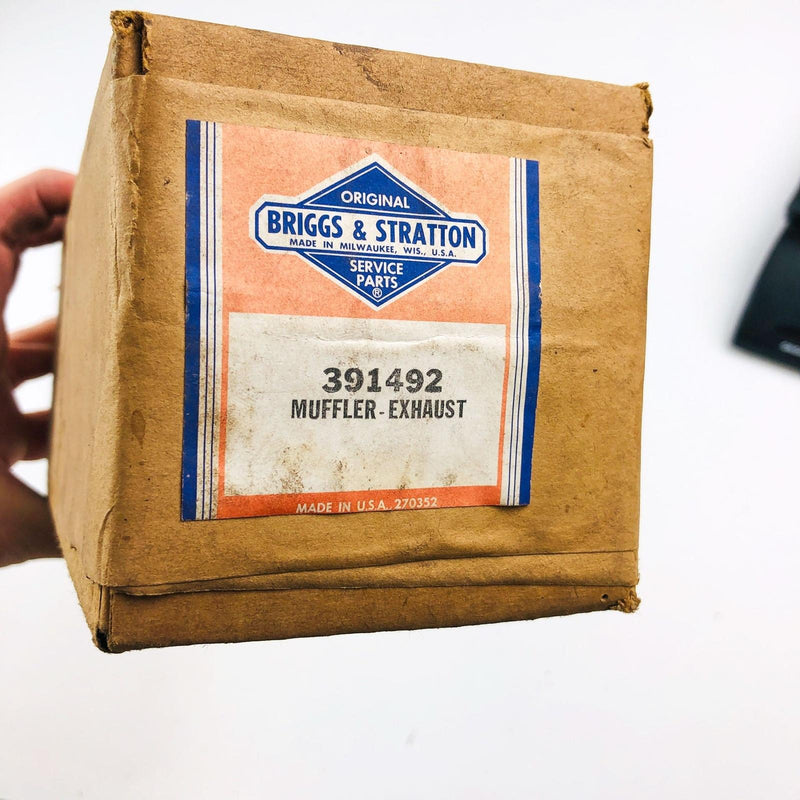 ORIGINAL
BRIGGS & STRATTON
MADE IN MILWAUKEE, WIS., U.S.A.
SERVICE
PARTS
®
391492
MUFFLER-EXHAUST
MADE IN U.S.A. 270352